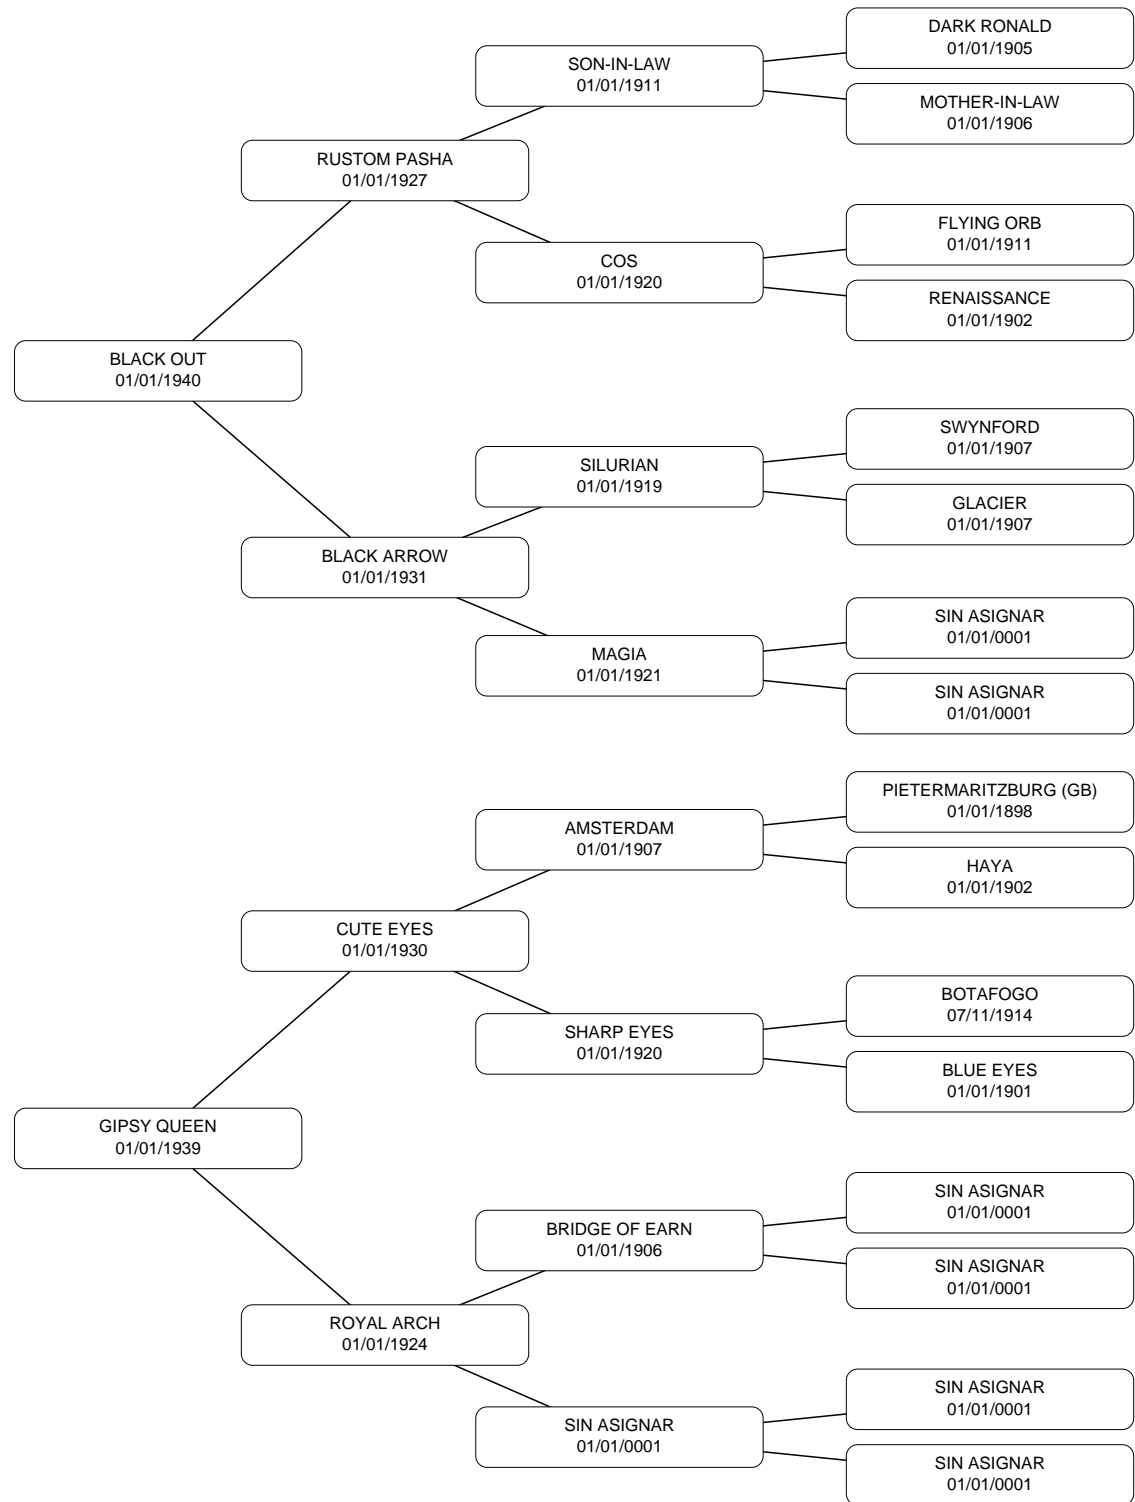 DARK RONALD
01/01/1905
SON-IN-LAW
01/01/1911
MOTHER-IN-LAW
01/01/1906
RUSTOM PASHA
01/01/1927
FLYING ORB
01/01/1911
COS
01/01/1920
RENAISSANCE
01/01/1902
BLACK OUT
01/01/1940
SWYNFORD
01/01/1907
SILURIAN
01/01/1919
GLACIER
01/01/1907
BLACK ARROW
01/01/1931
SIN ASIGNAR
01/01/0001
MAGIA
01/01/1921
SIN ASIGNAR
01/01/0001
PIETERMARITZBURG (GB)
01/01/1898
AMSTERDAM
01/01/1907
HAYA
01/01/1902
CUTE EYES
01/01/1930
BOTAFOGO
07/11/1914
SHARP EYES
01/01/1920
BLUE EYES
01/01/1901
GIPSY QUEEN
01/01/1939
SIN ASIGNAR
01/01/0001
BRIDGE OF EARN
01/01/1906
SIN ASIGNAR
01/01/0001
ROYAL ARCH
01/01/1924
SIN ASIGNAR
01/01/0001
SIN ASIGNAR
01/01/0001
SIN ASIGNAR
01/01/0001